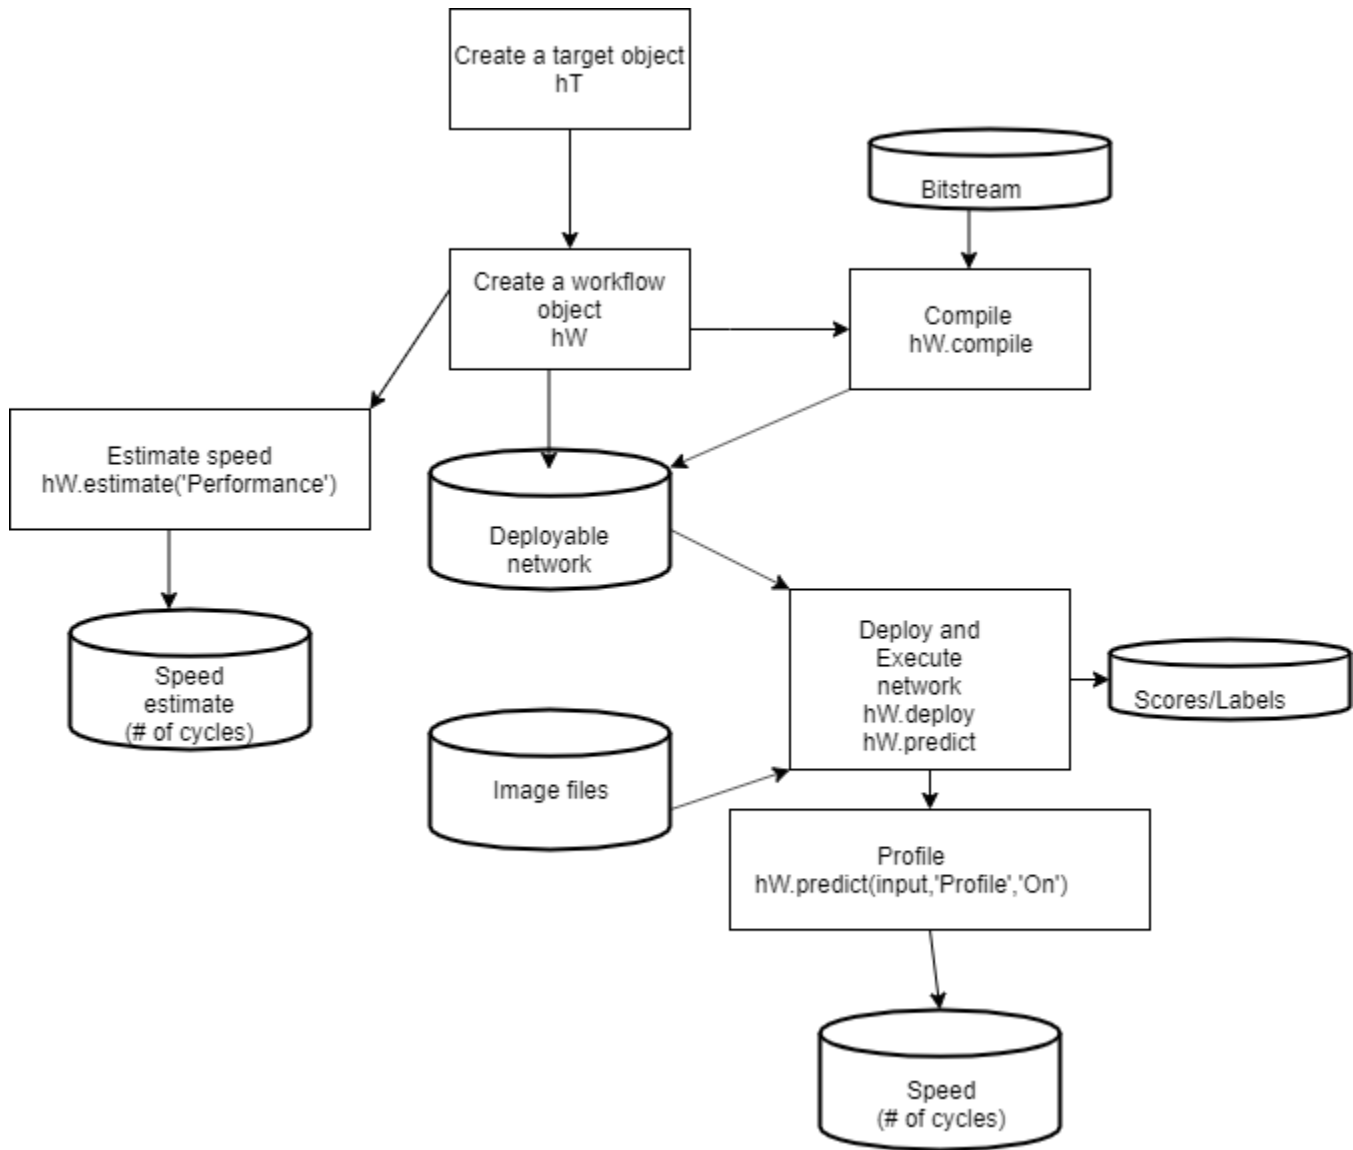 Create a target object
hT
Bitstream
Create a workflow
object
hW
Compile
hW.compile
Estimate speed
hW.estimate('Performance')
Deployable
network
Speed
estimate
(# of cycles)
Deploy and
Execute
network
hW.deploy
hW.predict
Scores/Labels
Image files
Profile
hW.predict(input,'Profile','On')
Speed
(# of cycles)